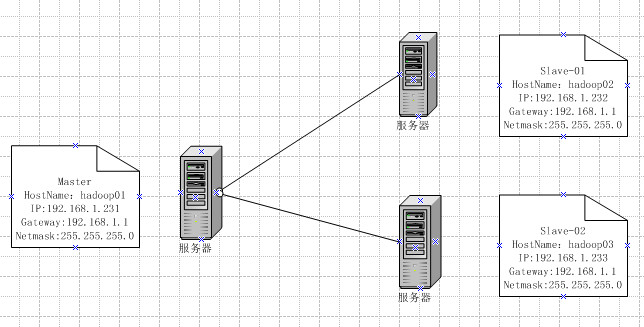 Master
HostName: hadoop01
IP:192.168.1.231
Gateway:192.168.1.1
Netmask:255.255.255.0
服务器
服务器
Slave-01
HostName: hadoop02
IP:192.168.1.232
Gateway:192.168.1.1
Netmask:255.255.255.0
服务器
Slave-02
HostName: hadoop03
IP:192.168.1.233
Gateway:192.168.1.1
Netmask:255.255.255.0